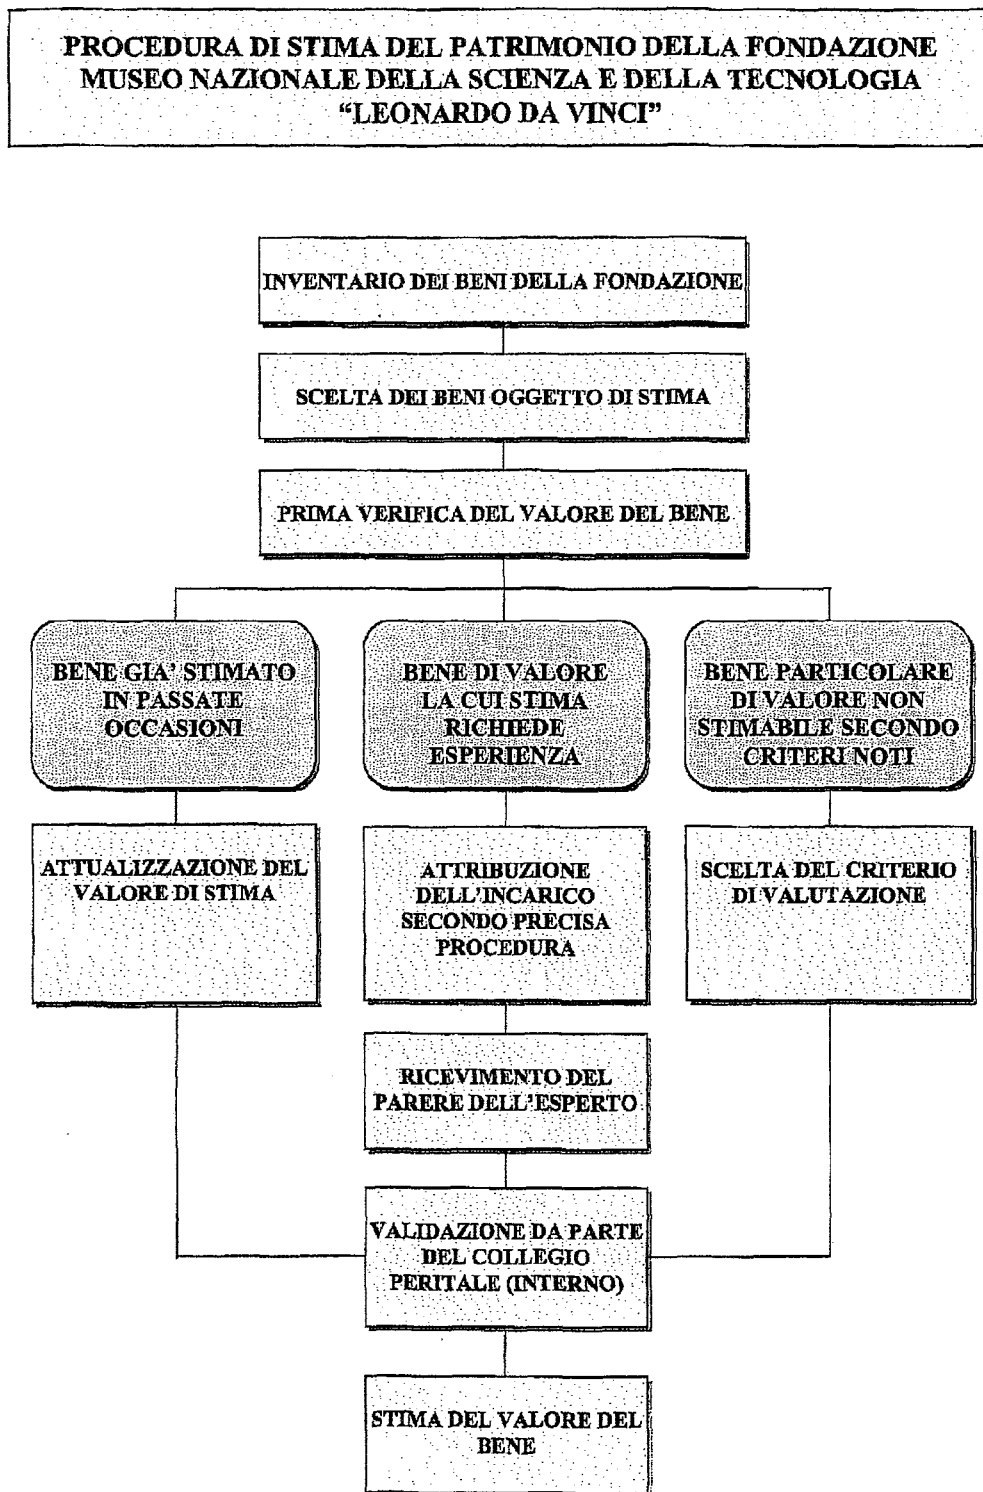 PROCEDURA DI STIMA DEL PATRIMONIO DELLA FONDAZIONE
MUSEO NAZIONALE DELLA SCIENZA E DELLA TECNOLOGIA
“LEONARDO DA VINCI”
INVENTARIO DEI BENI DELLA FONDAZIONE
SCELTA DEI BENI OGGETTO DI STIMA
PRIMA VERIFICA DEL VALORE DEL BENE
BENE GIA’ STIMATO
IN PASSATE
OCCASIONI
BENE DI VALORE
LA CUI STIMA
RICHIEDE
ESPERIENZA
BENE PARTICOLARE
DI VALORE NON
STIMABILE SECONDO
CRITERI NOTI
ATTUALIZZAZIONE DEL
VALORE DI STIMA
ATTRIBUZIONE
DELL’INCARICO
SECONDO PRECISA
PROCEDURA
SCELTA DEL CRITERIO
DI VALUTAZIONE
RICEVIMENTO DEL
PARERE DELL’ESPERTO
VALIDAZIONE DA PARTE
DEL COLLEGIO
PERITALE (INTERNO)
STIMA DEL VALORE DEL
BENE